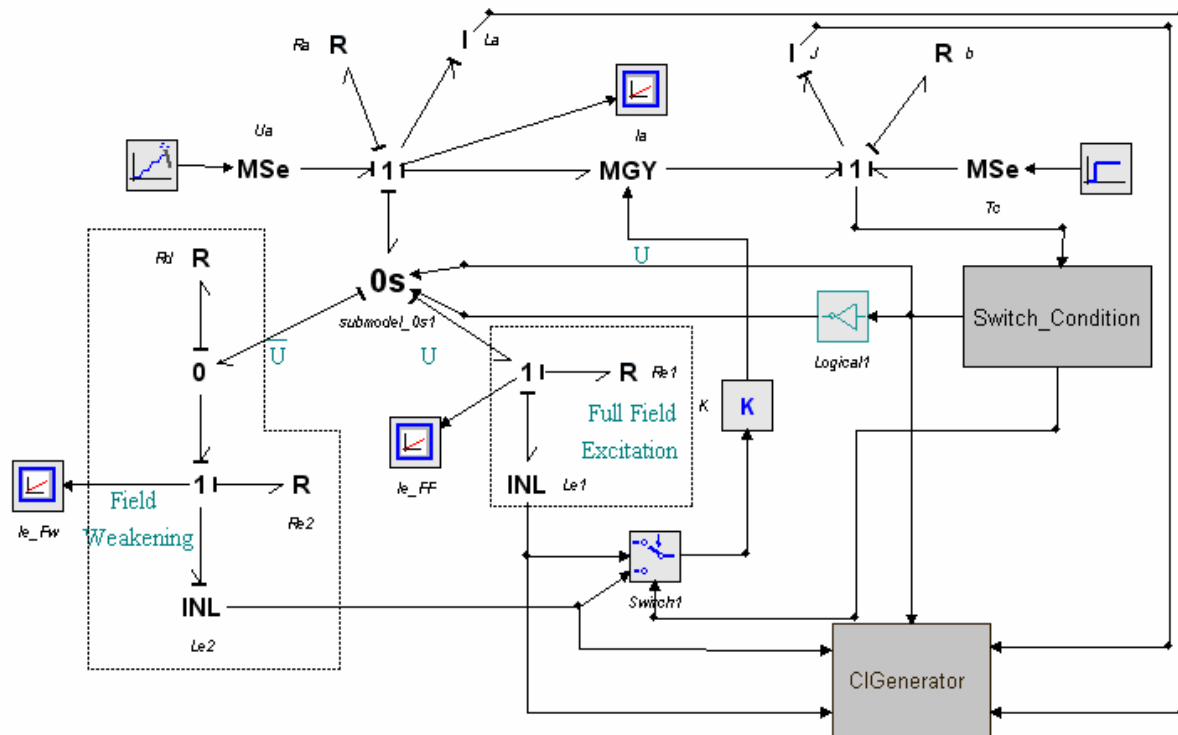 Ra R
I La
I J
R b
Ua
Ia
MSe 1 MGY 1 MSe
Tc
Rd R
0s
U
submodel_0s1
Switch_Condition
Logical1
U
U
0
1 R Re1
K
K
Full Field
Excitation
Ie_FF
INL Le1
Ie_Fw
1 R
Field
Weakening
Re2
INL
Le2
Switch1
CIGenerator